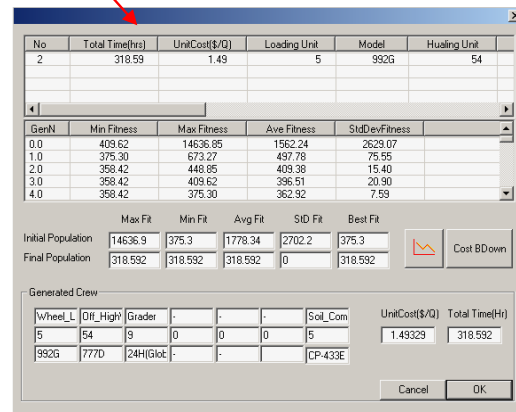 No Total Time(hrs) UnitCost($/Q) Loading Unit Model Hualing Unit
2 318.59 1.49 5 992G 54
GenN Min Fitness Max Fitness Ave Fitness StdDevFitness
0.0 409.62 14636.85 1562.24 2629.07
1.0 375.30 673.27 497.78 75.55
2.0 358.42 448.85 409.38 15.40
3.0 358.42 409.62 396.51 20.90
4.0 358.42 375.30 362.92 7.59
Max Fit Min Fit Avg Fit StD Fit Best Fit
Initial Population 14636.9 375.3 1778.34 2702.2 375.3
Final Population 318.592 318.592 318.592 0 318.592
Cost BDown
Generated Crew
Wheel_L Off_High Grader - - - Soil_Com
5 54 9 0 0 0 5
992G 777D 24H(Glob - - CP-433E
UnitCost($/Q) Total Time(Hr)
1.49329 318.592
Cancel OK